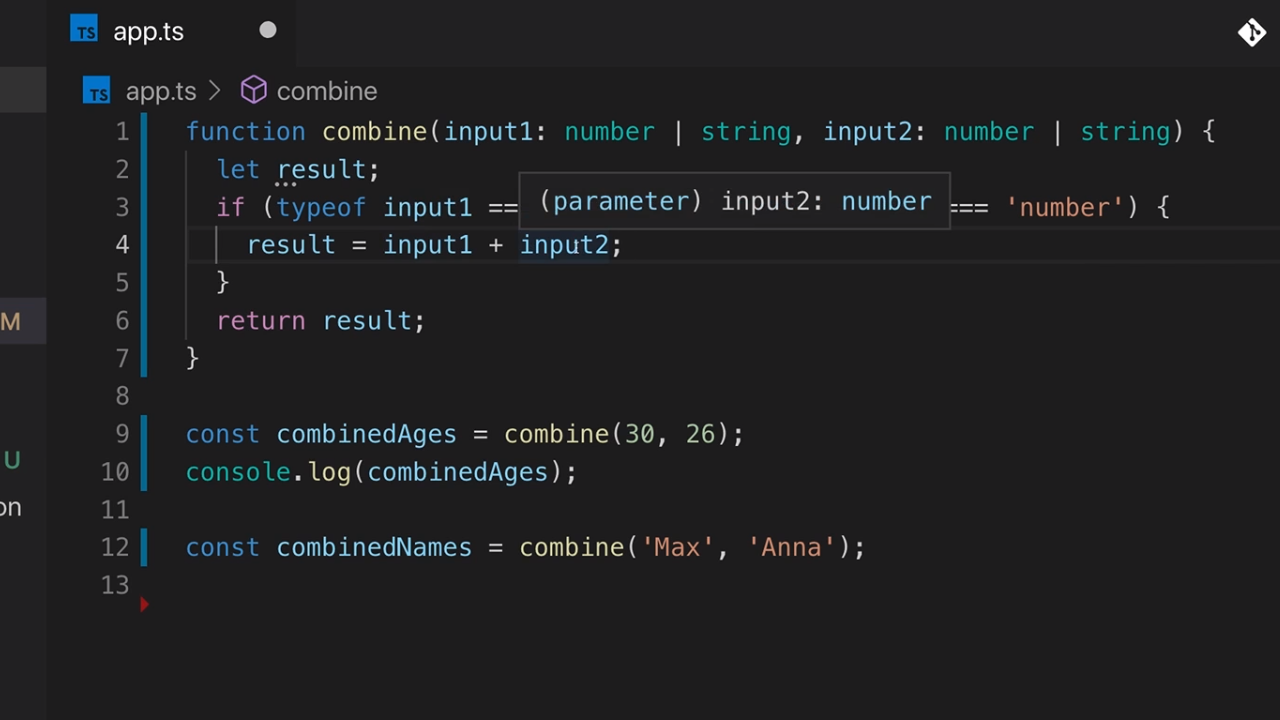 TS app.ts
TS app.ts > combine
1 function combine(input1: number | string, input2: number | string) {
2 let result;
(parameter) input2: number
3 if (typeof input1 == === 'number') {
4 result = input1 + input2;
5 }
M
6 return result;
7 }
8
9 const combinedAges = combine(30, 26);
U
10 console.log(combinedAges);
on
11
12 const combinedNames = combine('Max', 'Anna');
13